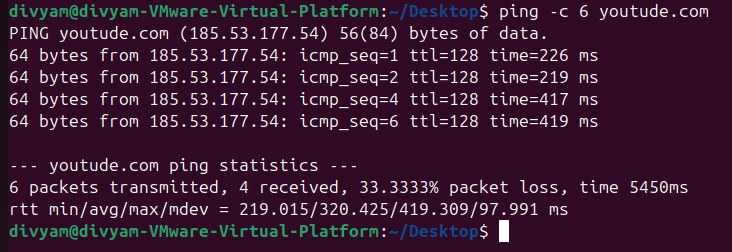 divyam@divyam-VMware-Virtual-Platform:~/Desktop$ ping -c 6 youtude.com
PING youtude.com (185.53.177.54) 56(84) bytes of data.
64 bytes from 185.53.177.54: icmp_seq=1 ttl=128 time=226 ms
64 bytes from 185.53.177.54: icmp_seq=2 ttl=128 time=219 ms
64 bytes from 185.53.177.54: icmp_seq=4 ttl=128 time=417 ms
64 bytes from 185.53.177.54: icmp_seq=6 ttl=128 time=419 ms
--- youtude.com ping statistics ---
6 packets transmitted, 4 received, 33.3333% packet loss, time 5450ms
rtt min/avg/max/mdev = 219.015/320.425/419.309/97.991 ms
divyam@divyam-VMware-Virtual-Platform:~/Desktop$